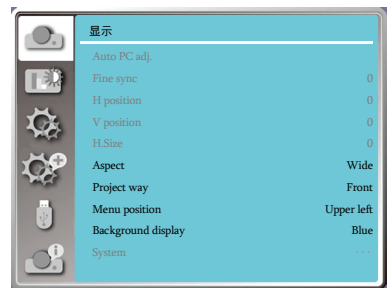 显示
Auto PC adj.
Fine sync 0
H position 0
V position 0
H.Size 0
Aspect Wide
Project way Front
Menu position Upper left
Background display Blue
System ---